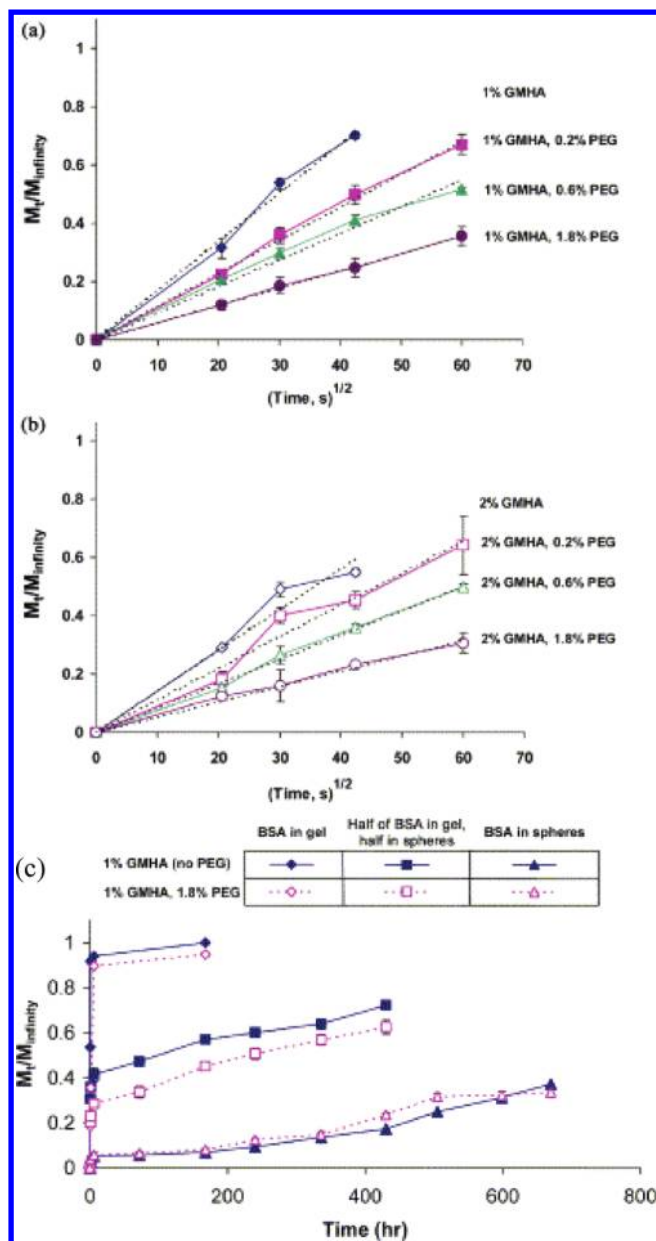 (a)
1
0.8
0.6
0.4
0.2
0
M_t/M_infinity
1% GMHA
1% GMHA, 0.2% PEG
1% GMHA, 0.6% PEG
1% GMHA, 1.8% PEG
0 10 20 30 40 50 60 70
(Time, s)^1/2
(b)
1
0.8
0.6
0.4
0.2
0
M_t/M_infinity
2% GMHA
2% GMHA, 0.2% PEG
2% GMHA, 0.6% PEG
2% GMHA, 1.8% PEG
0 10 20 30 40 50 60 70
(Time, s)^1/2
(c)
BSA in gel
Half of BSA in gel,
half in spheres
BSA in spheres
1% GMHA (no PEG)
1% GMHA, 1.8% PEG
1
0.8
0.6
0.4
0.2
0
M_t/M_infinity
0 200 400 600 800
Time (hr)